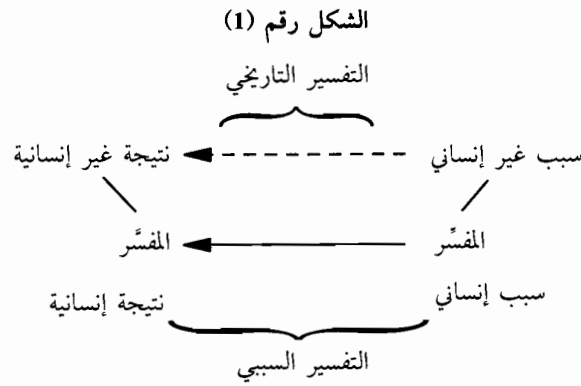 الشكل رقم (1)
التفسير التاريخي
سبب غير إنساني نتيجة غير إنسانية
المفسِّر المفسَّر
سبب إنساني نتيجة إنسانية
التفسير السببي